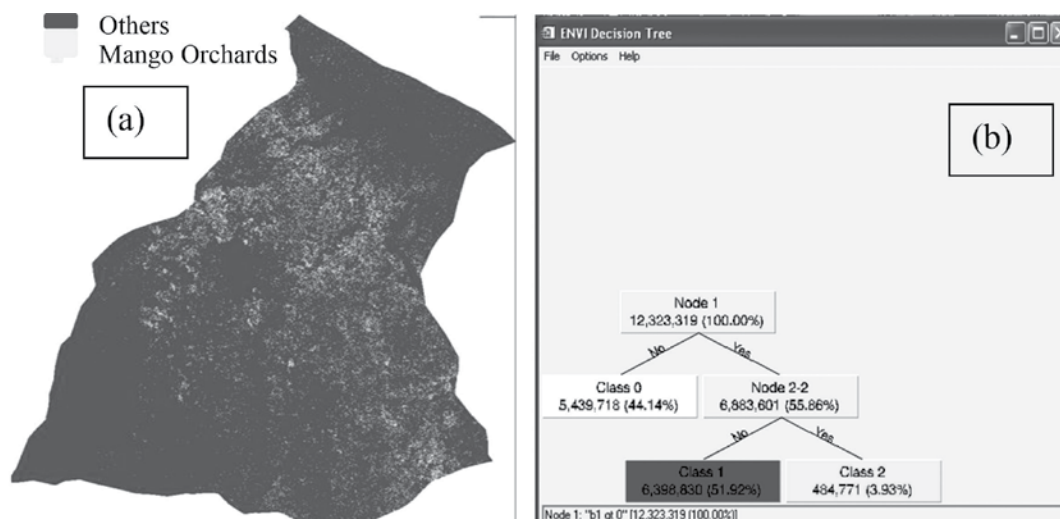 Others
Mango Orchards
(a)
ENVI Decision Tree
File Options Help
(b)
Node 1
12,323,319 (100.00%)
No
Yes
Class 0
5,439,718 (44.14%)
Node 2-2
6,883,601 (55.86%)
No
Yes
Class 1
6,398,830 (51.92%)
Class 2
484,771 (3.93%)
Node 1: "b1 gt 0" [12,323,319 (100.00%)]